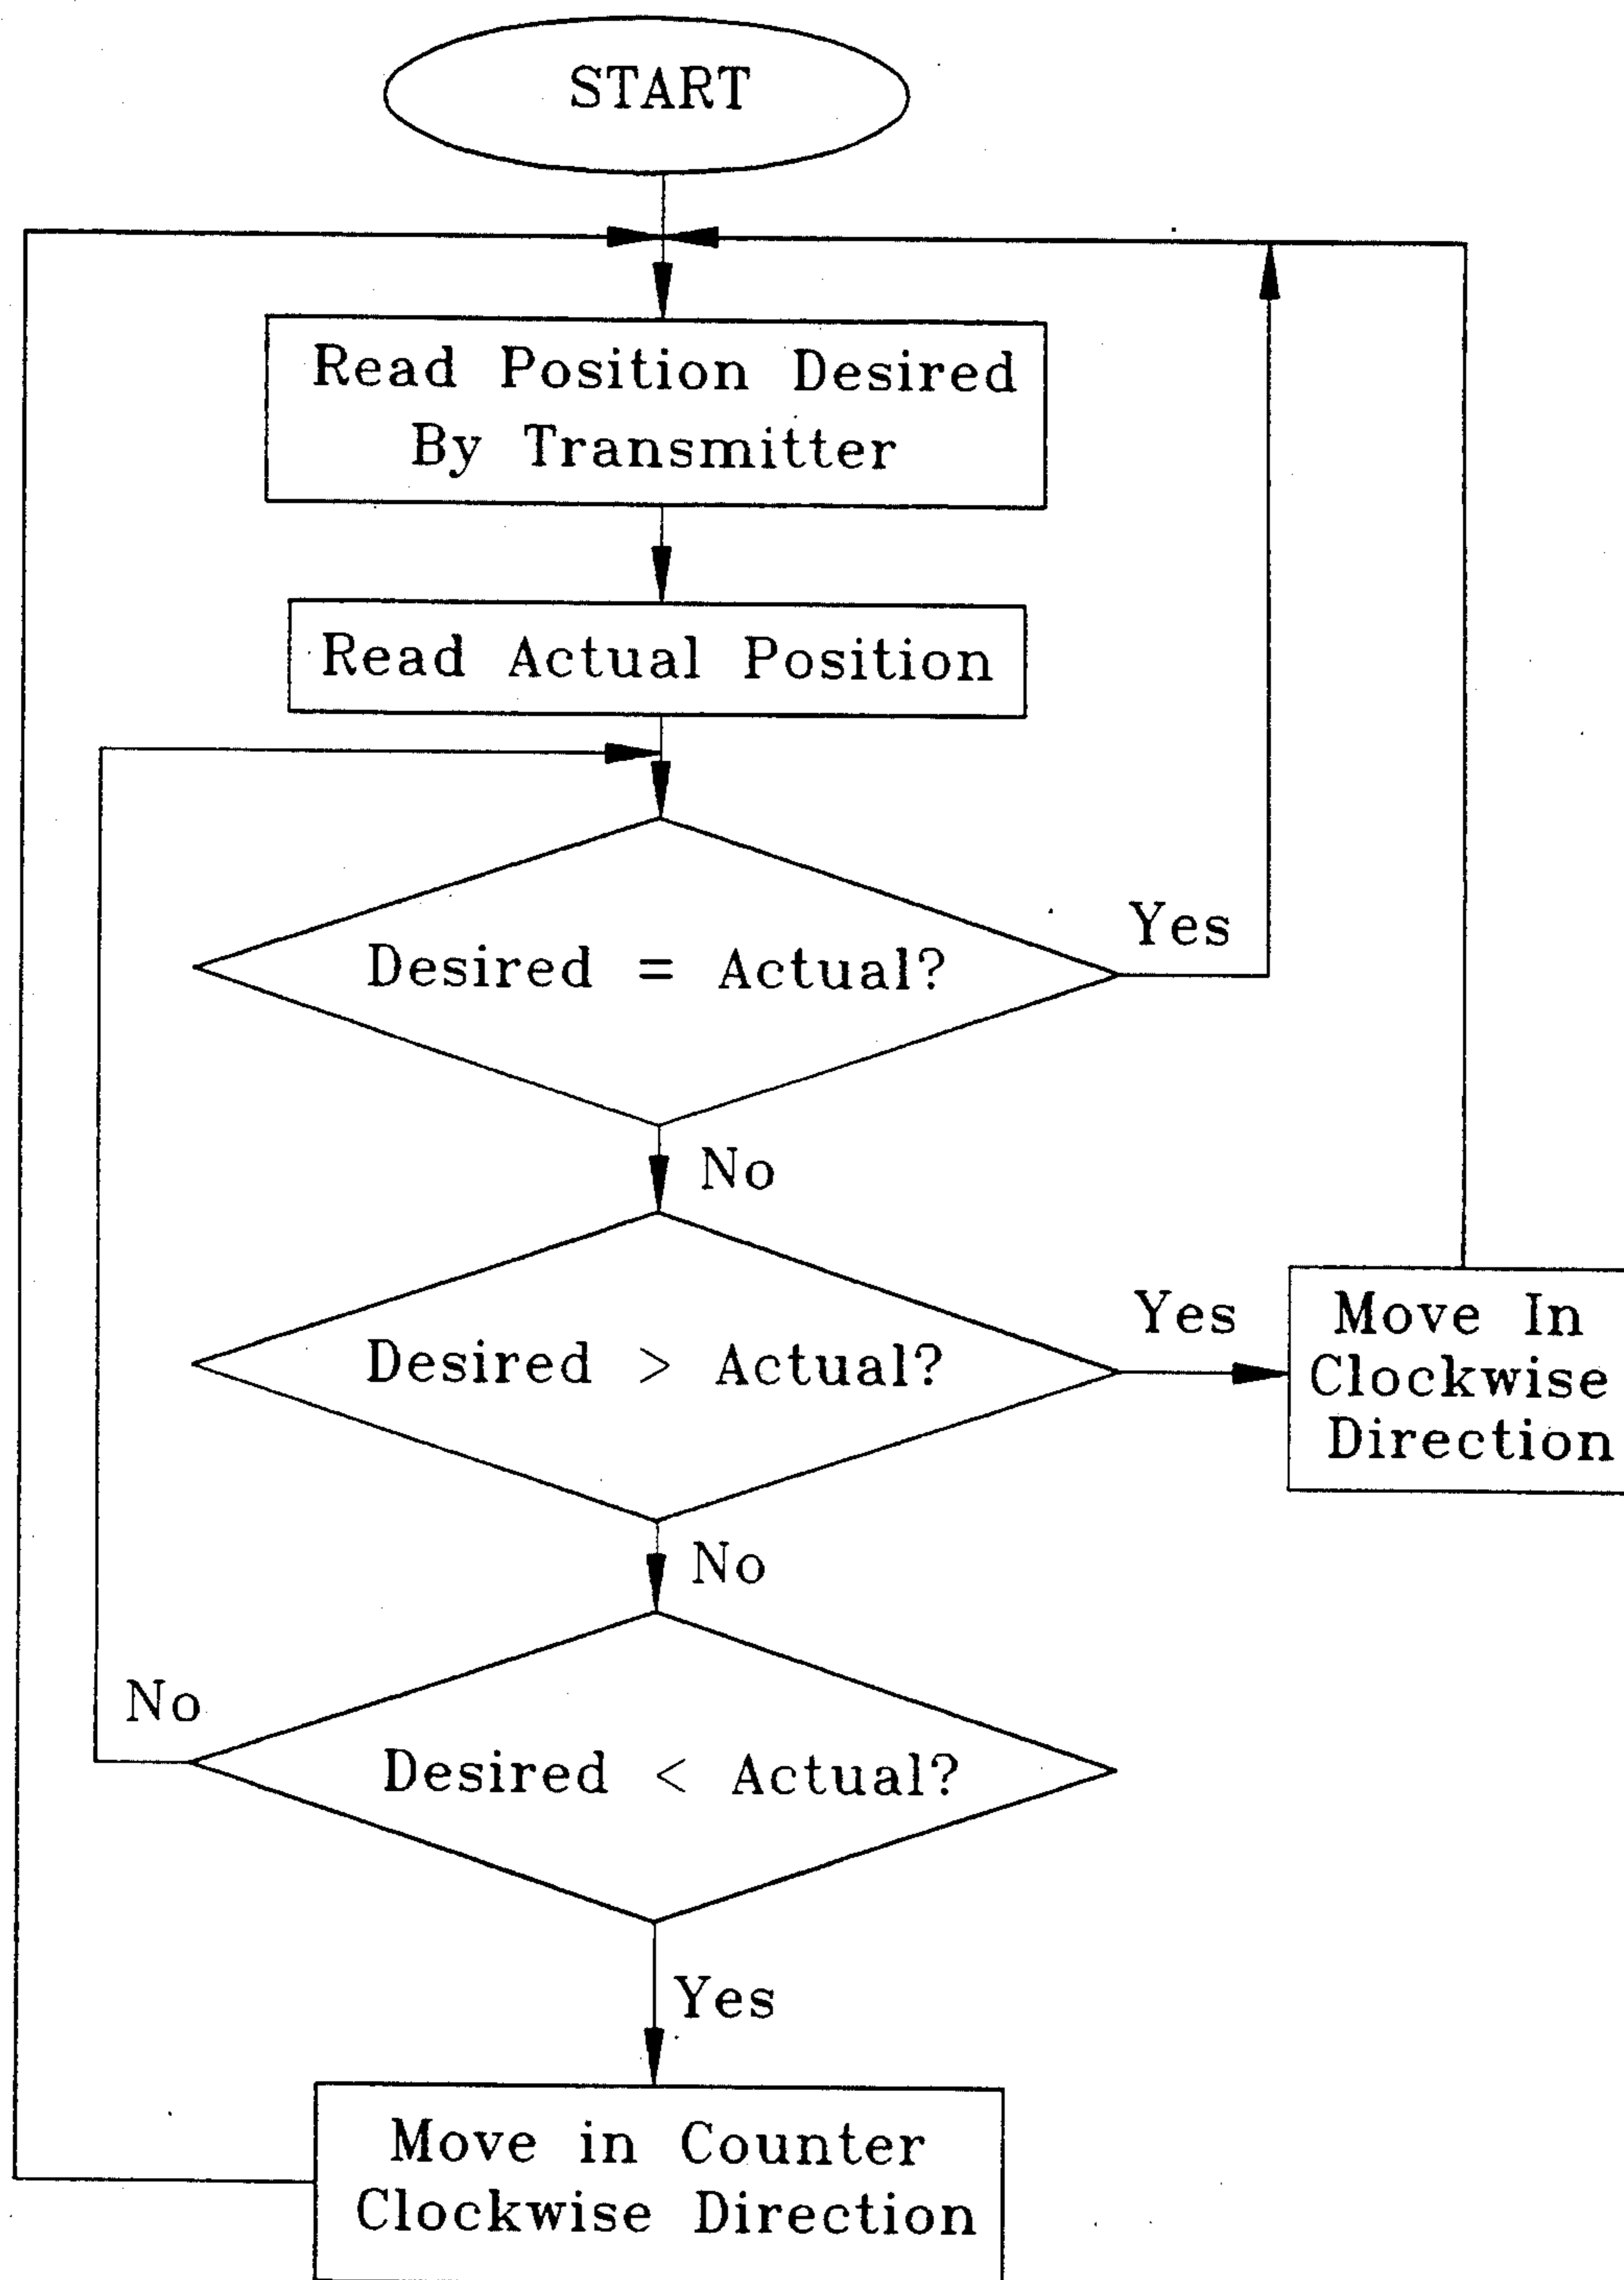 START
Read Position Desired
By Transmitter
Read Actual Position
Desired = Actual?
Yes
No
Desired > Actual?
Yes
Move In
Clockwise
Direction
No
Desired < Actual?
No
Yes
Move in Counter
Clockwise Direction